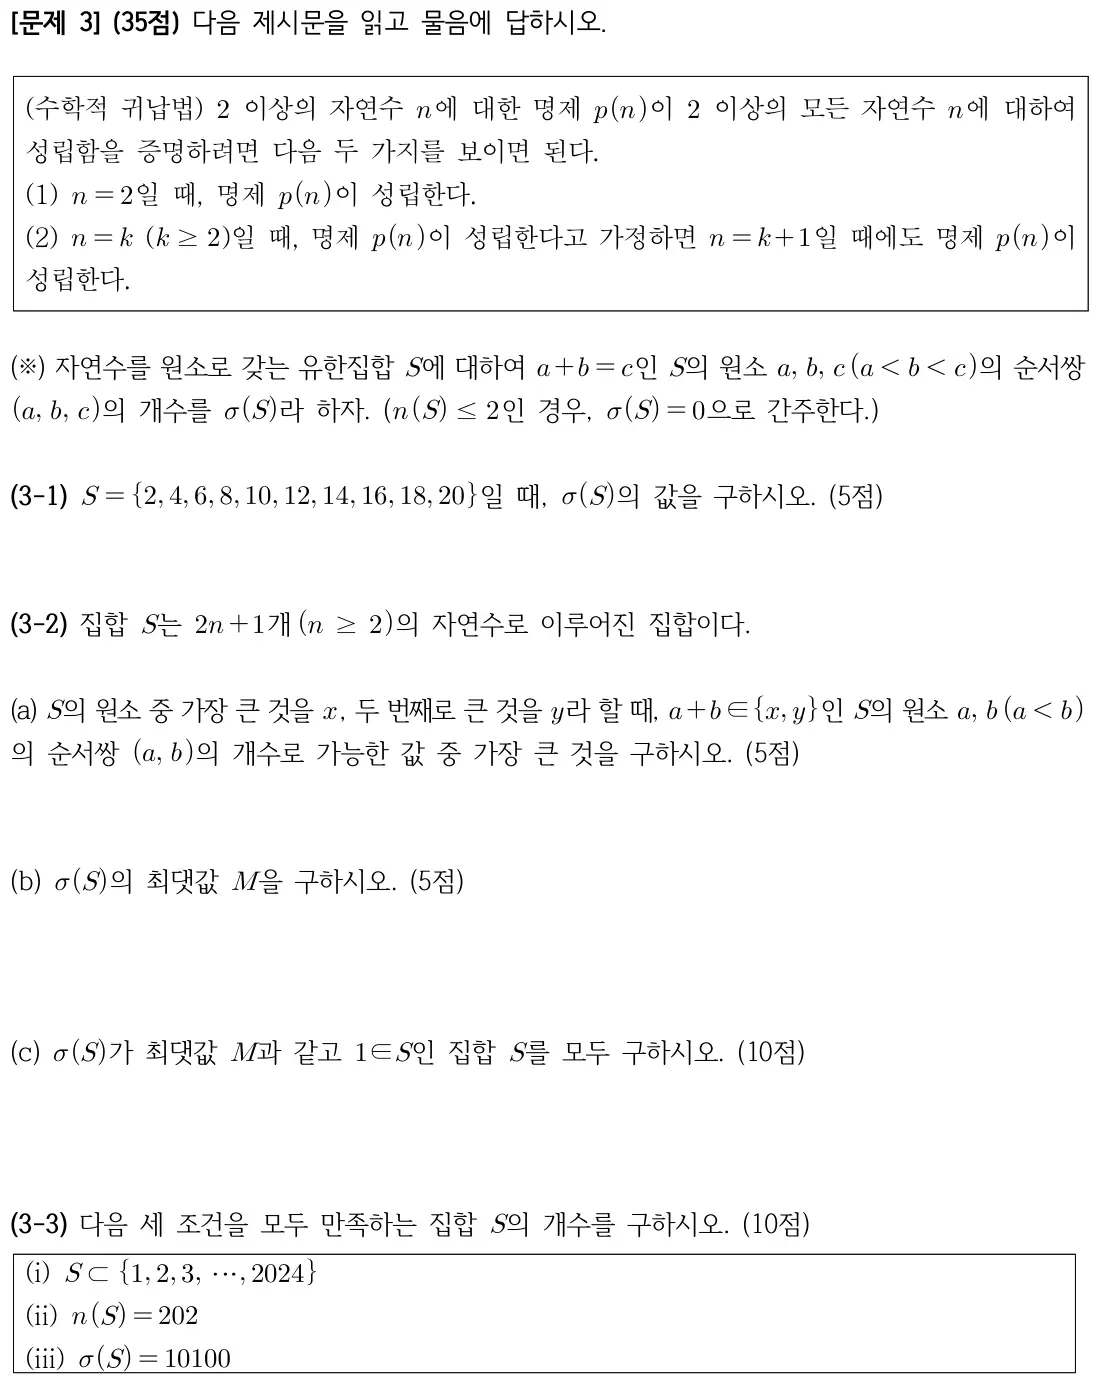 [문제 3] (35점) 다음 제시문을 읽고 물음에 답하시오.
(수학적 귀납법) 2 이상의 자연수 n에 대한 명제 p(n)이 2 이상의 모든 자연수 n에 대하여
성립함을 증명하려면 다음 두 가지를 보이면 된다.
(1) n=2일 때, 명제 p(n)이 성립한다.
(2) n=k (k≥2)일 때, 명제 p(n)이 성립한다고 가정하면 n=k+1일 때에도 명제 p(n)이
성립한다.
(※) 자연수를 원소로 갖는 유한집합 S에 대하여 a+b=c인 S의 원소 a, b, c (a<b<c)의 순서쌍
(a, b, c)의 개수를 σ(S)라 하자. (n(S)≤2인 경우, σ(S)=0으로 간주한다.)
(3-1) S={2, 4, 6, 8, 10, 12, 14, 16, 18, 20}일 때, σ(S)의 값을 구하시오. (5점)
(3-2) 집합 S는 2n+1개 (n ≥ 2)의 자연수로 이루어진 집합이다.
(a) S의 원소 중 가장 큰 것을 x, 두 번째로 큰 것을 y라 할 때, a+b∈{x, y}인 S의 원소 a, b (a<b)
의 순서쌍 (a, b)의 개수로 가능한 값 중 가장 큰 것을 구하시오. (5점)
(b) σ(S)의 최댓값 M을 구하시오. (5점)
(c) σ(S)가 최댓값 M과 같고 1∈S인 집합 S를 모두 구하시오. (10점)
(3-3) 다음 세 조건을 모두 만족하는 집합 S의 개수를 구하시오. (10점)
(i) S⊂{1, 2, 3, ⋯, 2024}
(ii) n(S)=202
(iii) σ(S)=10100